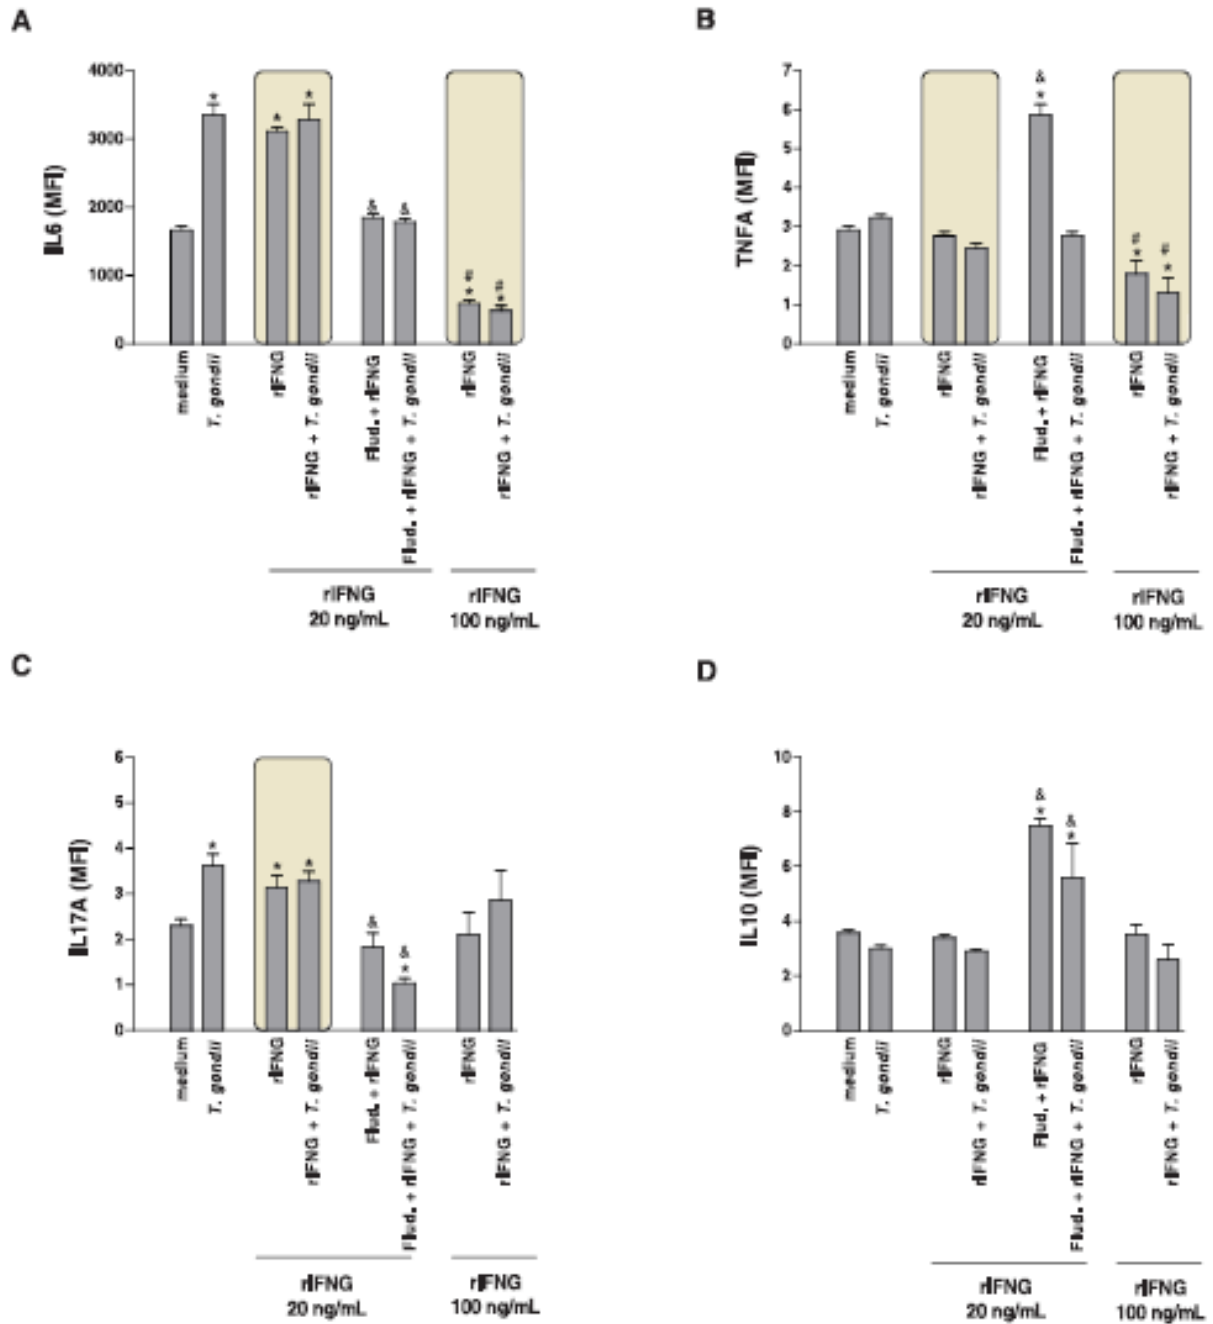 A
4000
3000
2000
1000
0
IL6 (MFI)
*
*
*
&
&
#
*
#
*
medium
T. gondii
rIFNG
rIFNG + T. gondii
Flud. + rIFNG
Flud. + rIFNG + T. gondii
rIFNG
rIFNG + T. gondii
rIFNG
20 ng/mL
rIFNG
100 ng/mL
B
7
6
5
4
3
2
1
0
TNFA (MFI)
&
*
#
*
#
*
medium
T. gondii
rIFNG
rIFNG + T. gondii
Flud. + rIFNG
Flud. + rIFNG + T. gondii
rIFNG
rIFNG + T. gondii
rIFNG
20 ng/mL
rIFNG
100 ng/mL
C
6
5
4
3
2
1
0
IL17A (MFI)
*
*
*
&
&
*
medium
T. gondii
rIFNG
rIFNG + T. gondii
Flud. + rIFNG
Flud. + rIFNG + T. gondii
rIFNG
rIFNG + T. gondii
rIFNG
20 ng/mL
rIFNG
100 ng/mL
D
10
8
6
4
2
0
IL10 (MFI)
&
*
&
*
medium
T. gondii
rIFNG
rIFNG + T. gondii
Flud. + rIFNG
Flud. + rIFNG + T. gondii
rIFNG
rIFNG + T. gondii
rIFNG
20 ng/mL
rIFNG
100 ng/mL